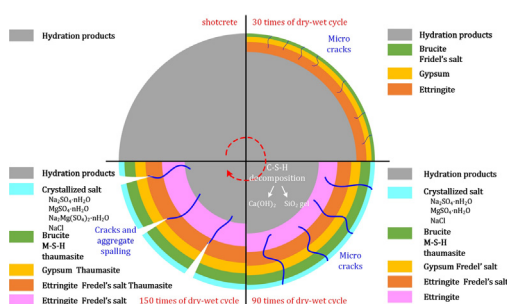 shotcrete
30 times of dry-wet cycle
Hydration products
Micro
cracks
Hydration products
Brucite
Fridel's salt
Gypsum
Ettringite
C-S-H
decomposition
Ca(OH)₂
SiO₂ gel
Hydration products
Crystallized salt
Na₂SO₄·nH₂O
MgSO₄·nH₂O
Na₂Mg(SO₄)₂·nH₂O
NaCl
Brucite
M-S-H
thaumasite
Gypsum Thaumasite
Ettringite Fredel's salt Thaumasite
Ettringite Fredel's salt
Cracks and
aggregate
spalling
150 times of dry-wet cycle
90 times of dry-wet cycle
Micro
cracks
Hydration products
Crystallized salt
Na₂SO₄·nH₂O
MgSO₄·nH₂O
NaCl
Brucite
M-S-H
thaumasite
Gypsum Fredel' salt
Ettringite Fredel's salt
Ettringite